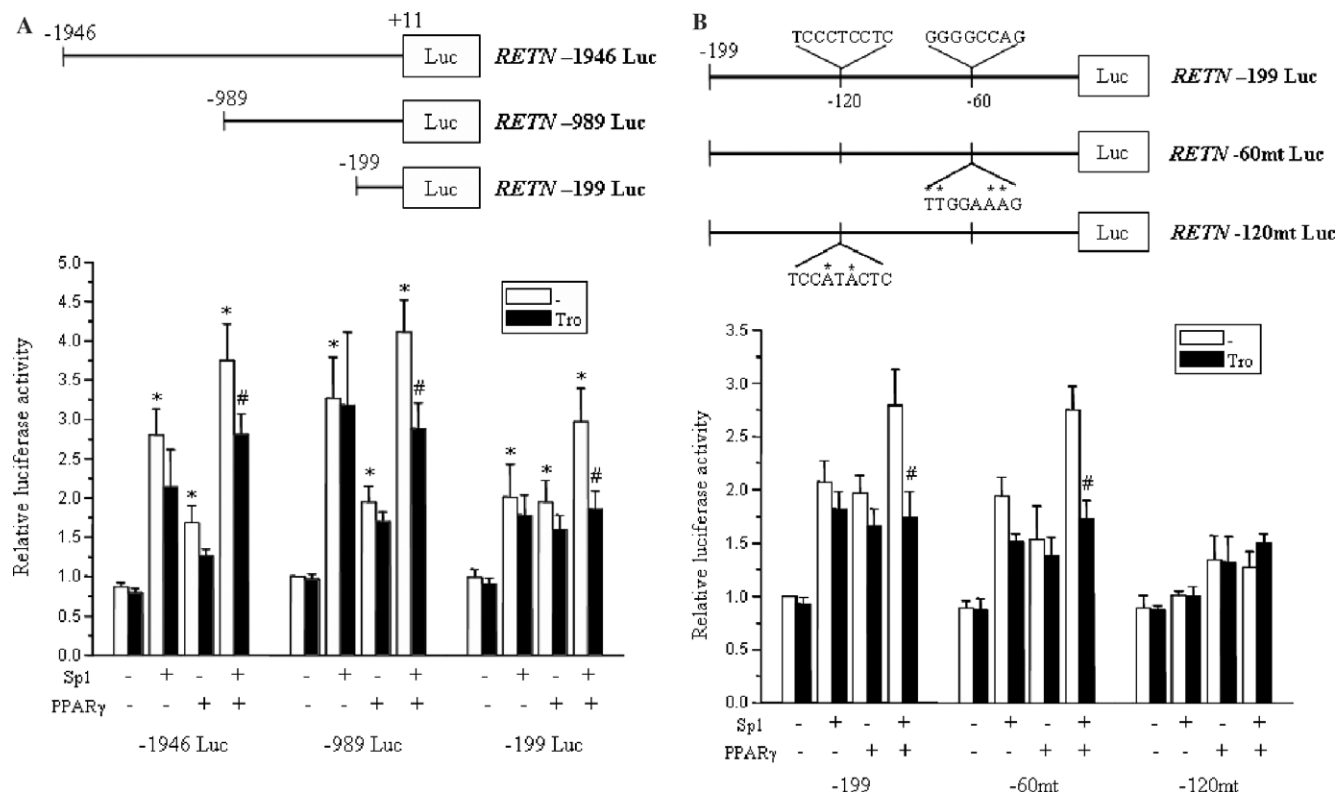 A
+11
-1946
Luc
RETN –1946 Luc
-989
Luc
RETN –989 Luc
-199
Luc
RETN –199 Luc
5.0
4.5
4.0
3.5
3.0
2.5
2.0
1.5
1.0
0.5
0.0
Relative luciferase activity
-
Tro
* * * # * * * # * * * #
Sp1 - + - + - + - + - + - +
PPARγ - - + + - - + + - - + +
-1946 Luc -989 Luc -199 Luc
B
TCCCTCCTC GGGGCCAG
-199
Luc
RETN –199 Luc
-120 -60
Luc
RETN -60mt Luc
** **
TTGGAAAG
Luc
RETN -120mt Luc
* *
TCCATACTC
3.5
3.0
2.5
2.0
1.5
1.0
0.5
0.0
Relative luciferase activity
-
Tro
# #
Sp1 - + - + - + - + - + - +
PPARγ - - + + - - + + - - + +
-199 -60mt -120mt